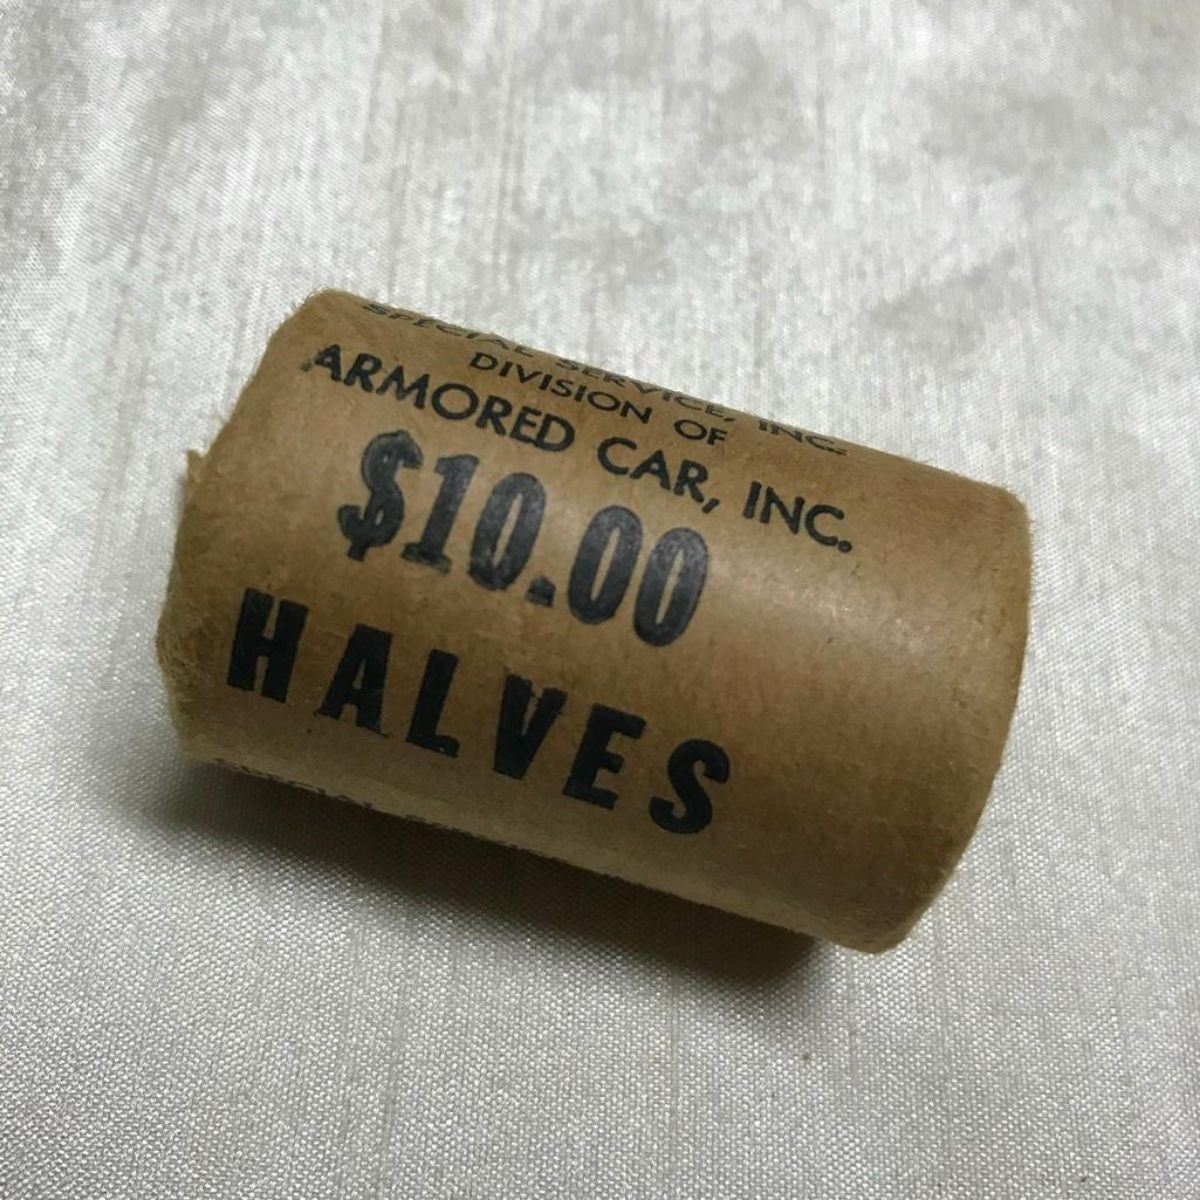 SPECIAL SERVICE, INC.
DIVISION OF
ARMORED CAR, INC.
$10.00
HALVES